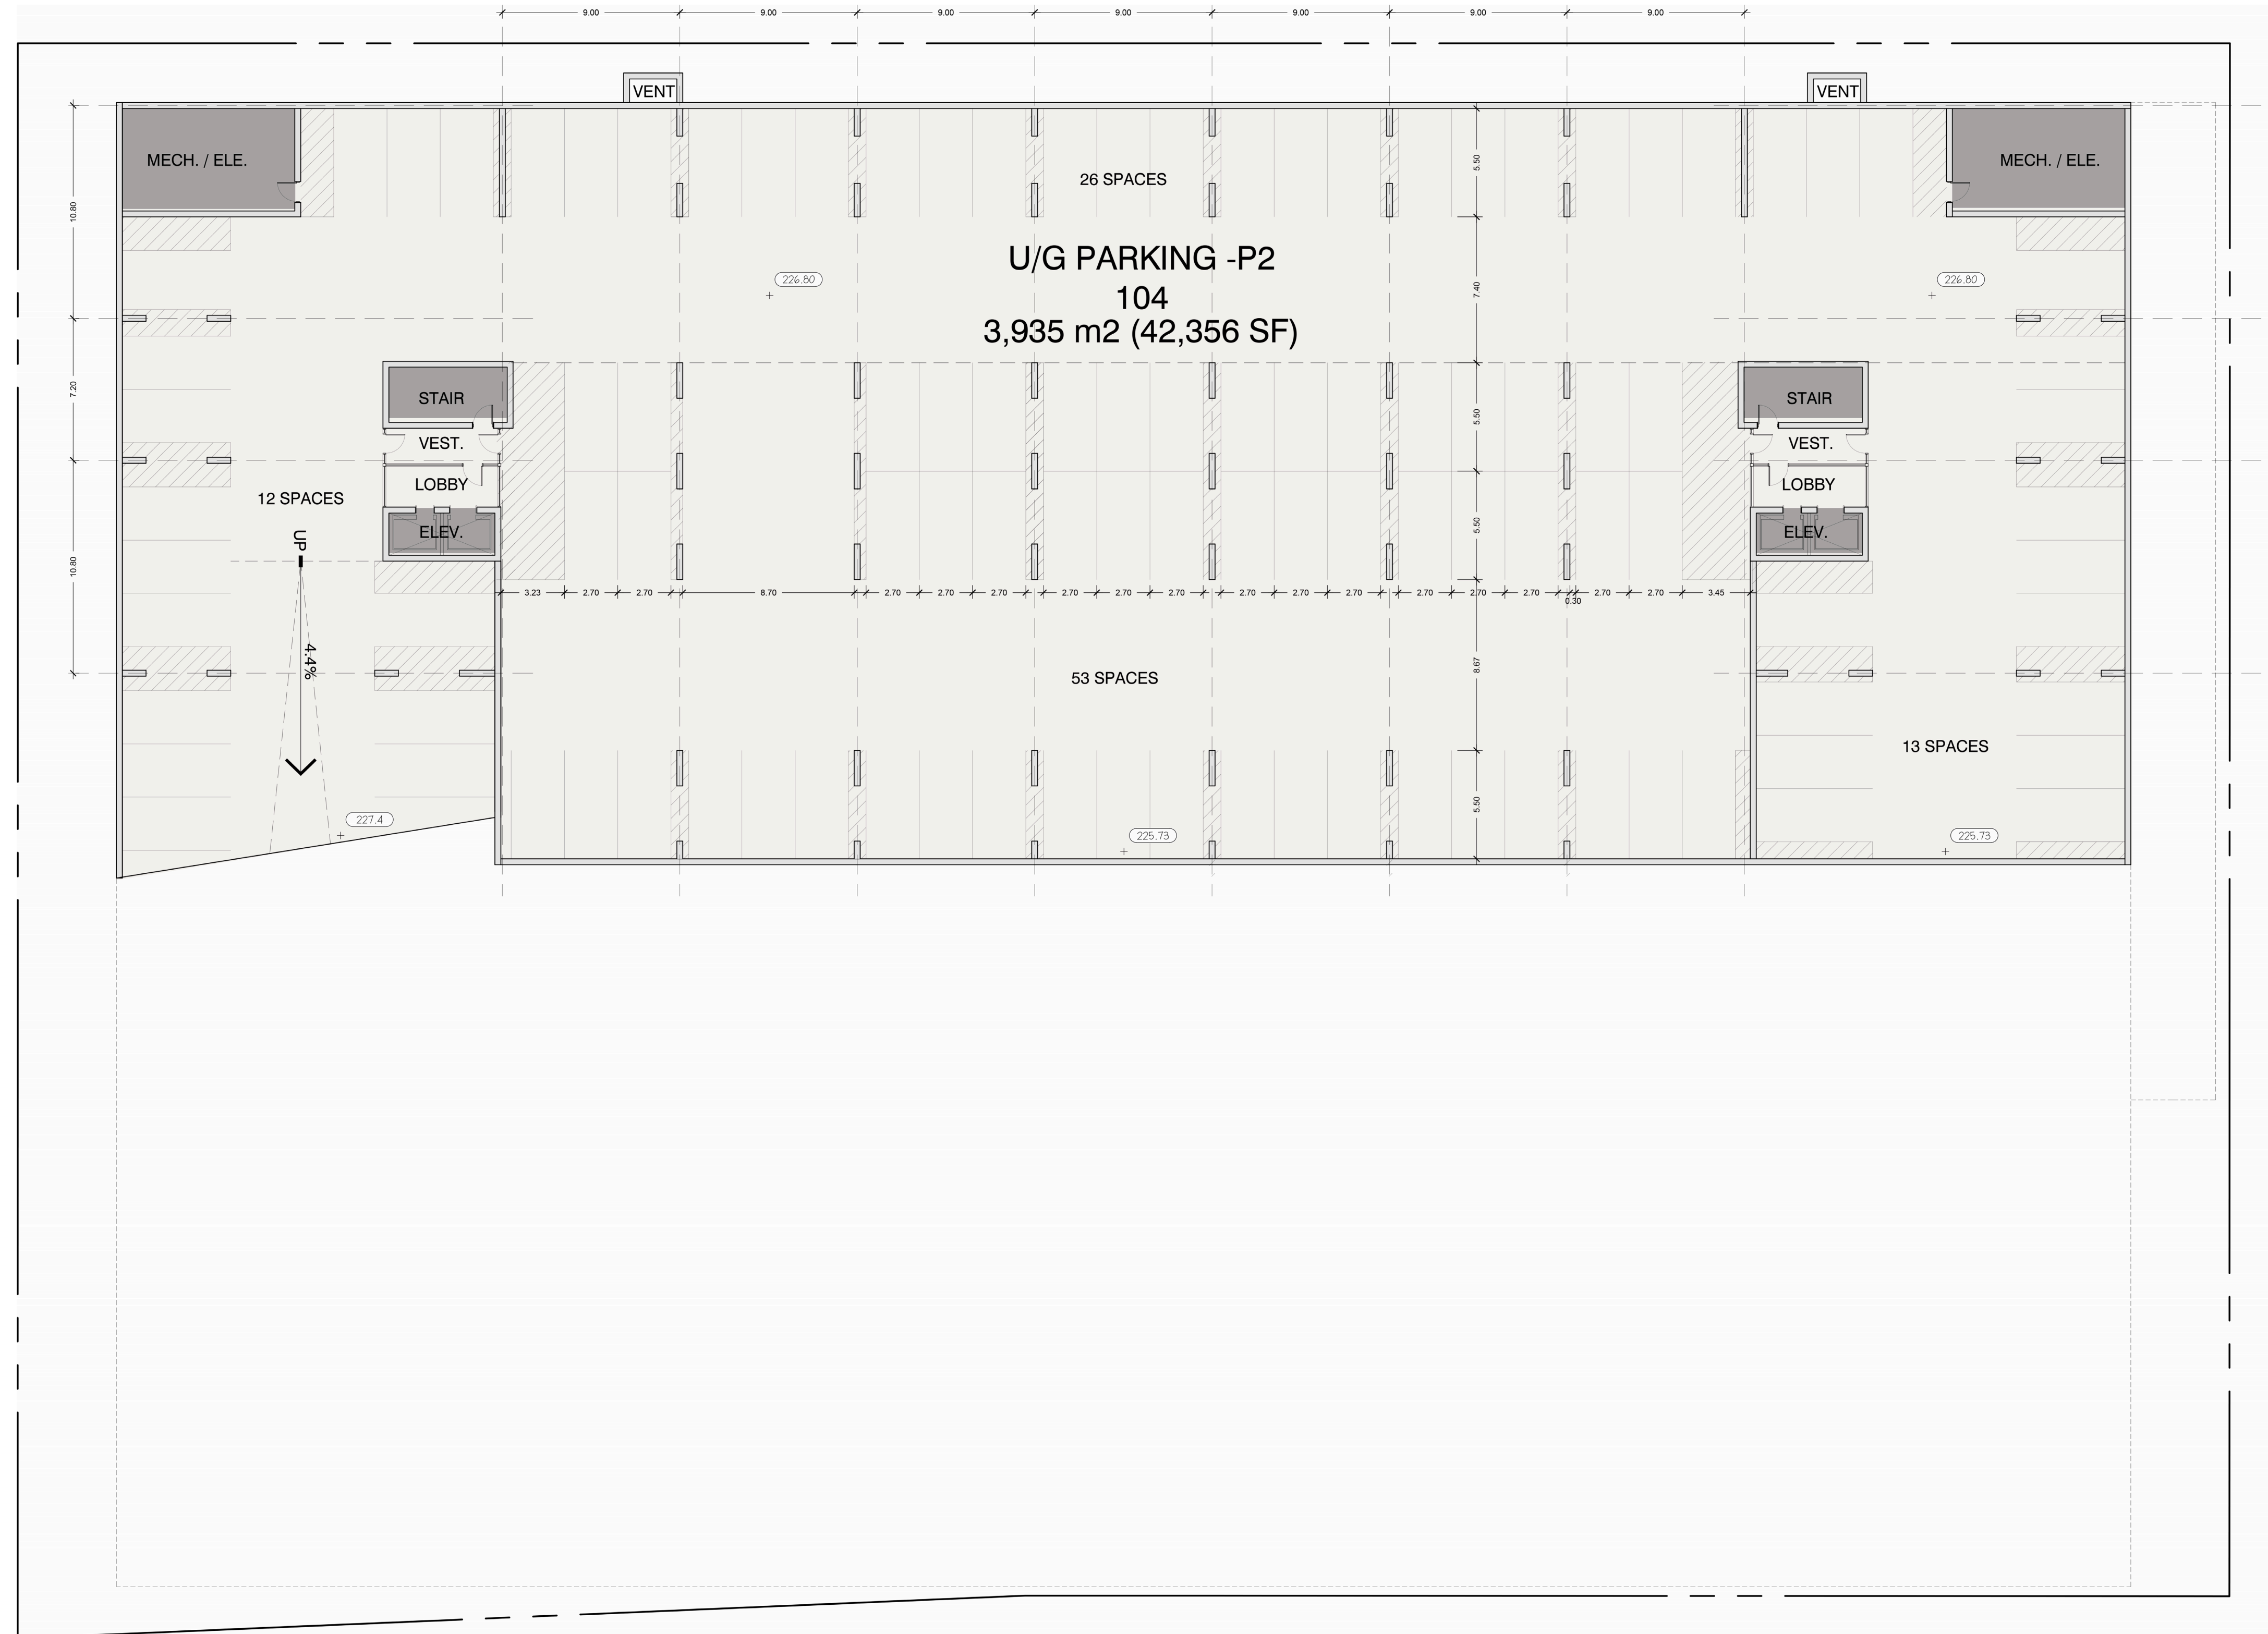 9.00 9.00 9.00 9.00 9.00 9.00 9.00
VENT VENT
MECH. / ELE. MECH. / ELE.
5.50
26 SPACES
10.80
U/G PARKING -P2
226.80 226.80
7.40
104
3,935 m2 (42,356 SF)
7.20
STAIR STAIR
5.50
VEST. VEST.
LOBBY LOBBY
12 SPACES
ELEV. ELEV.
5.50
UP
10.80
3.23 2.70 2.70 8.70 2.70 2.70 2.70 2.70 2.70 2.70 2.70 2.70 2.70 2.70 2.70 2.70 2.70 2.70 3.45
0.30
4.4%
8.67
53 SPACES
13 SPACES
5.50
227.4
225.73 225.73